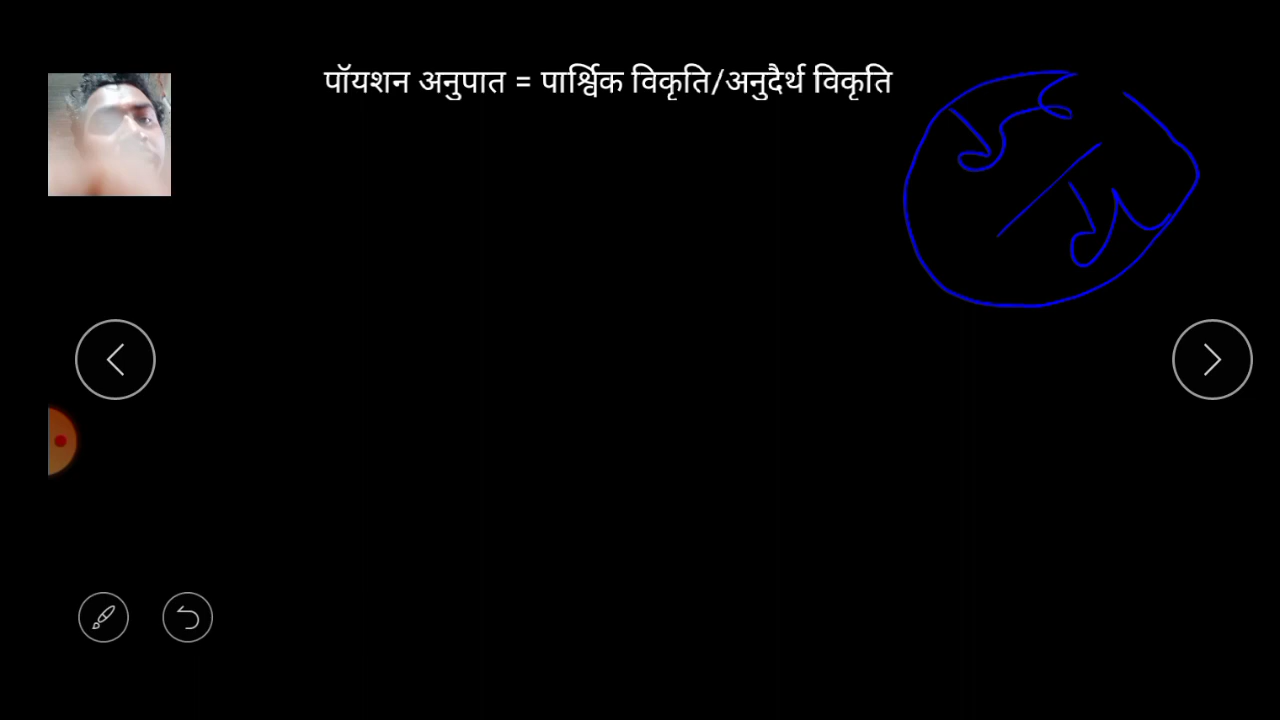 पॉयशन अनुपात = पार्श्विक विकृति/अनुदैर्थ विकृति